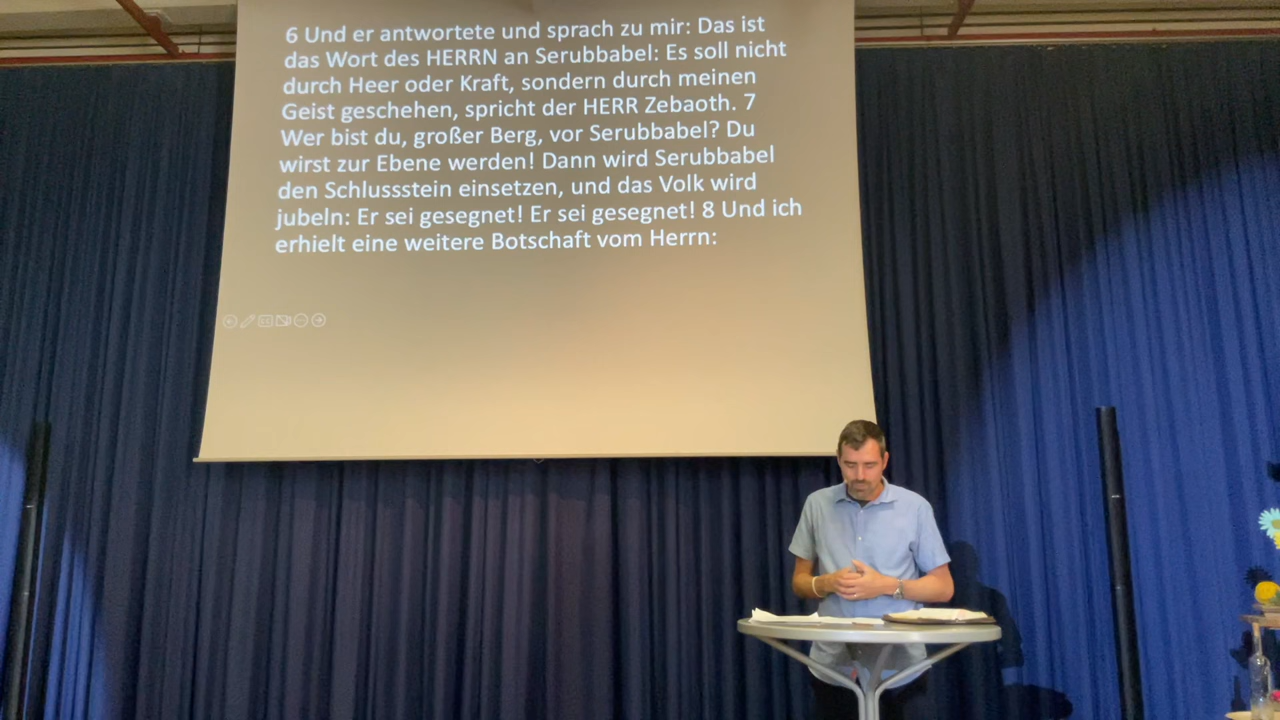 6 Und er antwortete und sprach zu mir: Das ist
das Wort des HERRN an Serubbabel: Es soll nicht
durch Heer oder Kraft, sondern durch meinen
Geist geschehen, spricht der HERR Zebaoth. 7
Wer bist du, großer Berg, vor Serubbabel? Du
wirst zur Ebene werden! Dann wird Serubbabel
den Schlussstein einsetzen, und das Volk wird
jubeln: Er sei gesegnet! Er sei gesegnet! 8 Und ich
erhielt eine weitere Botschaft vom Herrn: